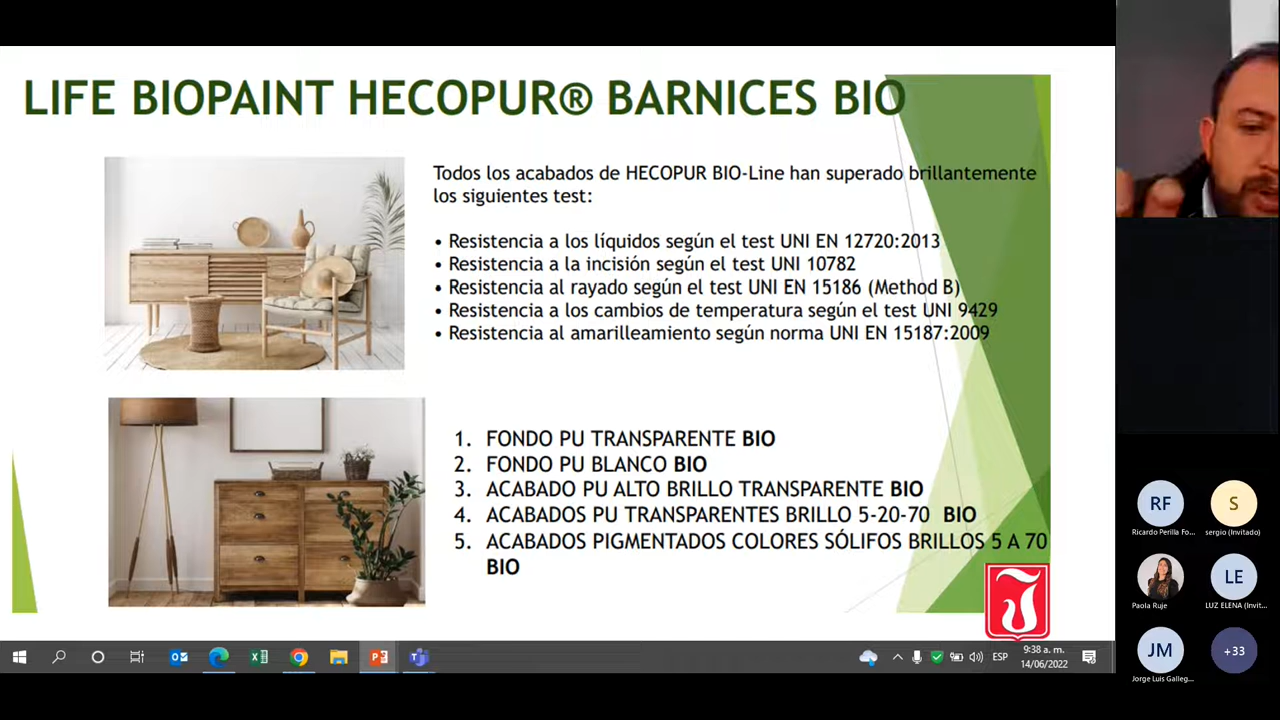 LIFE BIOPAINT HECOPUR® BARNICES BIO
Todos los acabados de HECOPUR BIO-Line han superado brillantemente
los siguientes test:
• Resistencia a los líquidos según el test UNI EN 12720:2013
• Resistencia a la incisión según el test UNI 10782
• Resistencia al rayado según el test UNI EN 15186 (Method B)
• Resistencia a los cambios de temperatura según el test UNI 9429
• Resistencia al amarilleamiento según norma UNI EN 15187:2009
1. FONDO PU TRANSPARENTE BIO
2. FONDO PU BLANCO BIO
3. ACABADO PU ALTO BRILLO TRANSPARENTE BIO
4. ACABADOS PU TRANSPARENTES BRILLO 5-20-70 BIO
5. ACABADOS PIGMENTADOS COLORES SÓLIFOS BRILLOS 5 A 70
BIO
ESP
9:38 a. m.
14/06/2022
RF
Ricardo Perilla Fo...
S
sergio (Invitado)
Paola Ruje
LE
LUZ ELENA (Invit...
JM
Jorge Luis Galleg...
+33